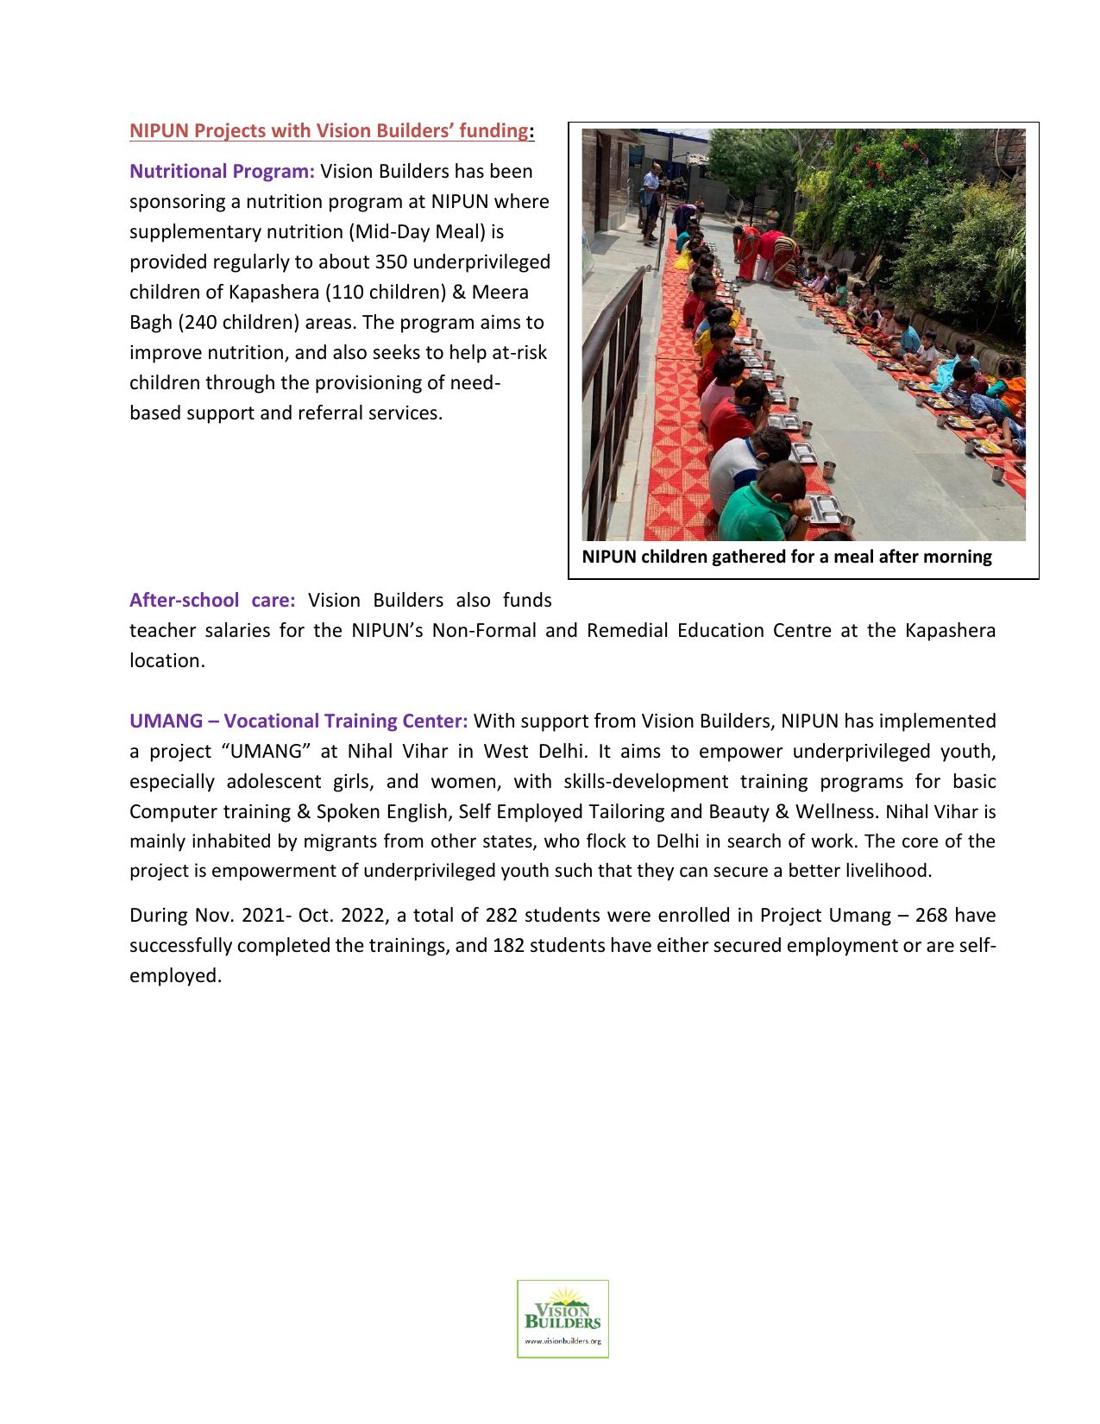 NIPUN Projects with Vision Builders’ funding:
Nutritional Program: Vision Builders has been
sponsoring a nutrition program at NIPUN where
supplementary nutrition (Mid-Day Meal) is
provided regularly to about 350 underprivileged
children of Kapashera (110 children) & Meera
Bagh (240 children) areas. The program aims to
improve nutrition, and also seeks to help at-risk
children through the provisioning of need-
based support and referral services.
NIPUN children gathered for a meal after morning
After-school care: Vision Builders also funds
teacher salaries for the NIPUN’s Non-Formal and Remedial Education Centre at the Kapashera
location.
UMANG – Vocational Training Center: With support from Vision Builders, NIPUN has implemented
a project “UMANG” at Nihal Vihar in West Delhi. It aims to empower underprivileged youth,
especially adolescent girls, and women, with skills-development training programs for basic
Computer training & Spoken English, Self Employed Tailoring and Beauty & Wellness. Nihal Vihar is
mainly inhabited by migrants from other states, who flock to Delhi in search of work. The core of the
project is empowerment of underprivileged youth such that they can secure a better livelihood.
During Nov. 2021- Oct. 2022, a total of 282 students were enrolled in Project Umang – 268 have
successfully completed the trainings, and 182 students have either secured employment or are self-
employed.
VISION
BUILDERS
www.visionbuilders.org